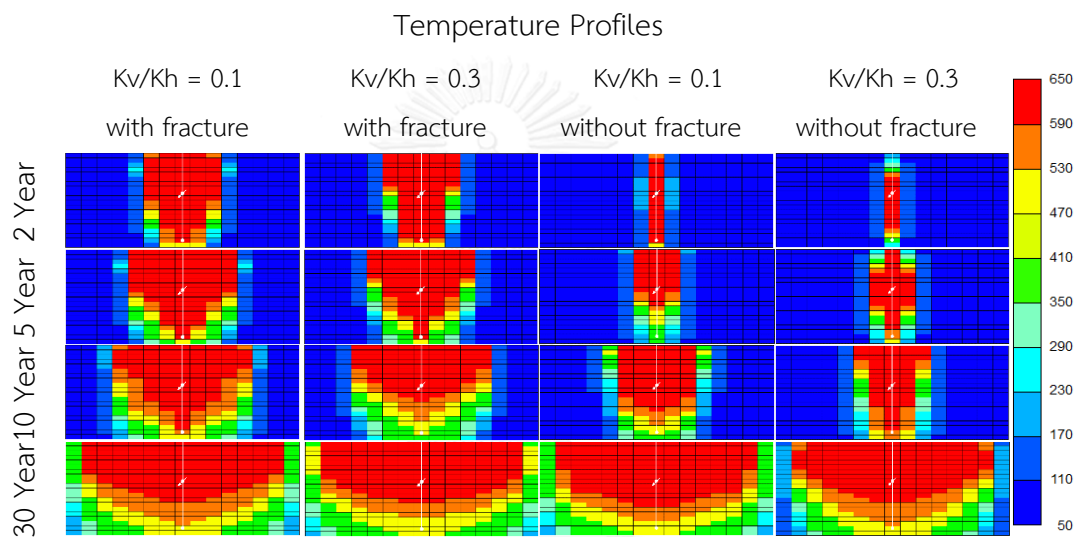 Temperature Profiles
Kv/Kh = 0.1 Kv/Kh = 0.3 Kv/Kh = 0.1 Kv/Kh = 0.3
with fracture with fracture without fracture without fracture
2 Year
5 Year
10 Year
30 Year
650
590
530
470
410
350
290
230
170
110
50